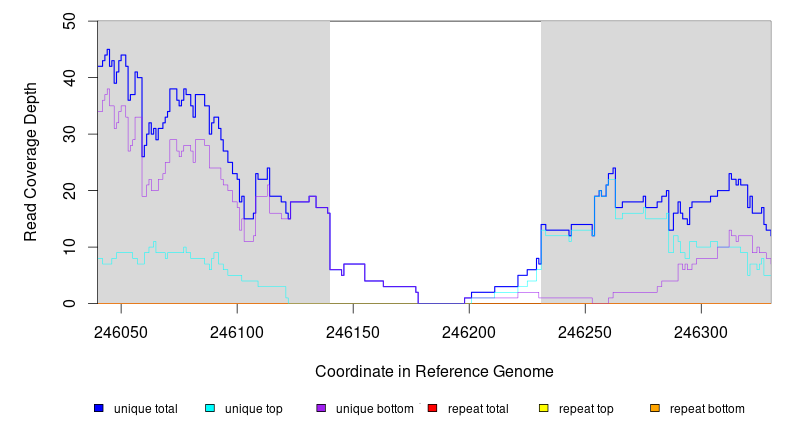 50
40
30
20
10
0
Read Coverage Depth
246050 246100 246150 246200 246250 246300
Coordinate in Reference Genome
unique total unique top unique bottom repeat total repeat top repeat bottom